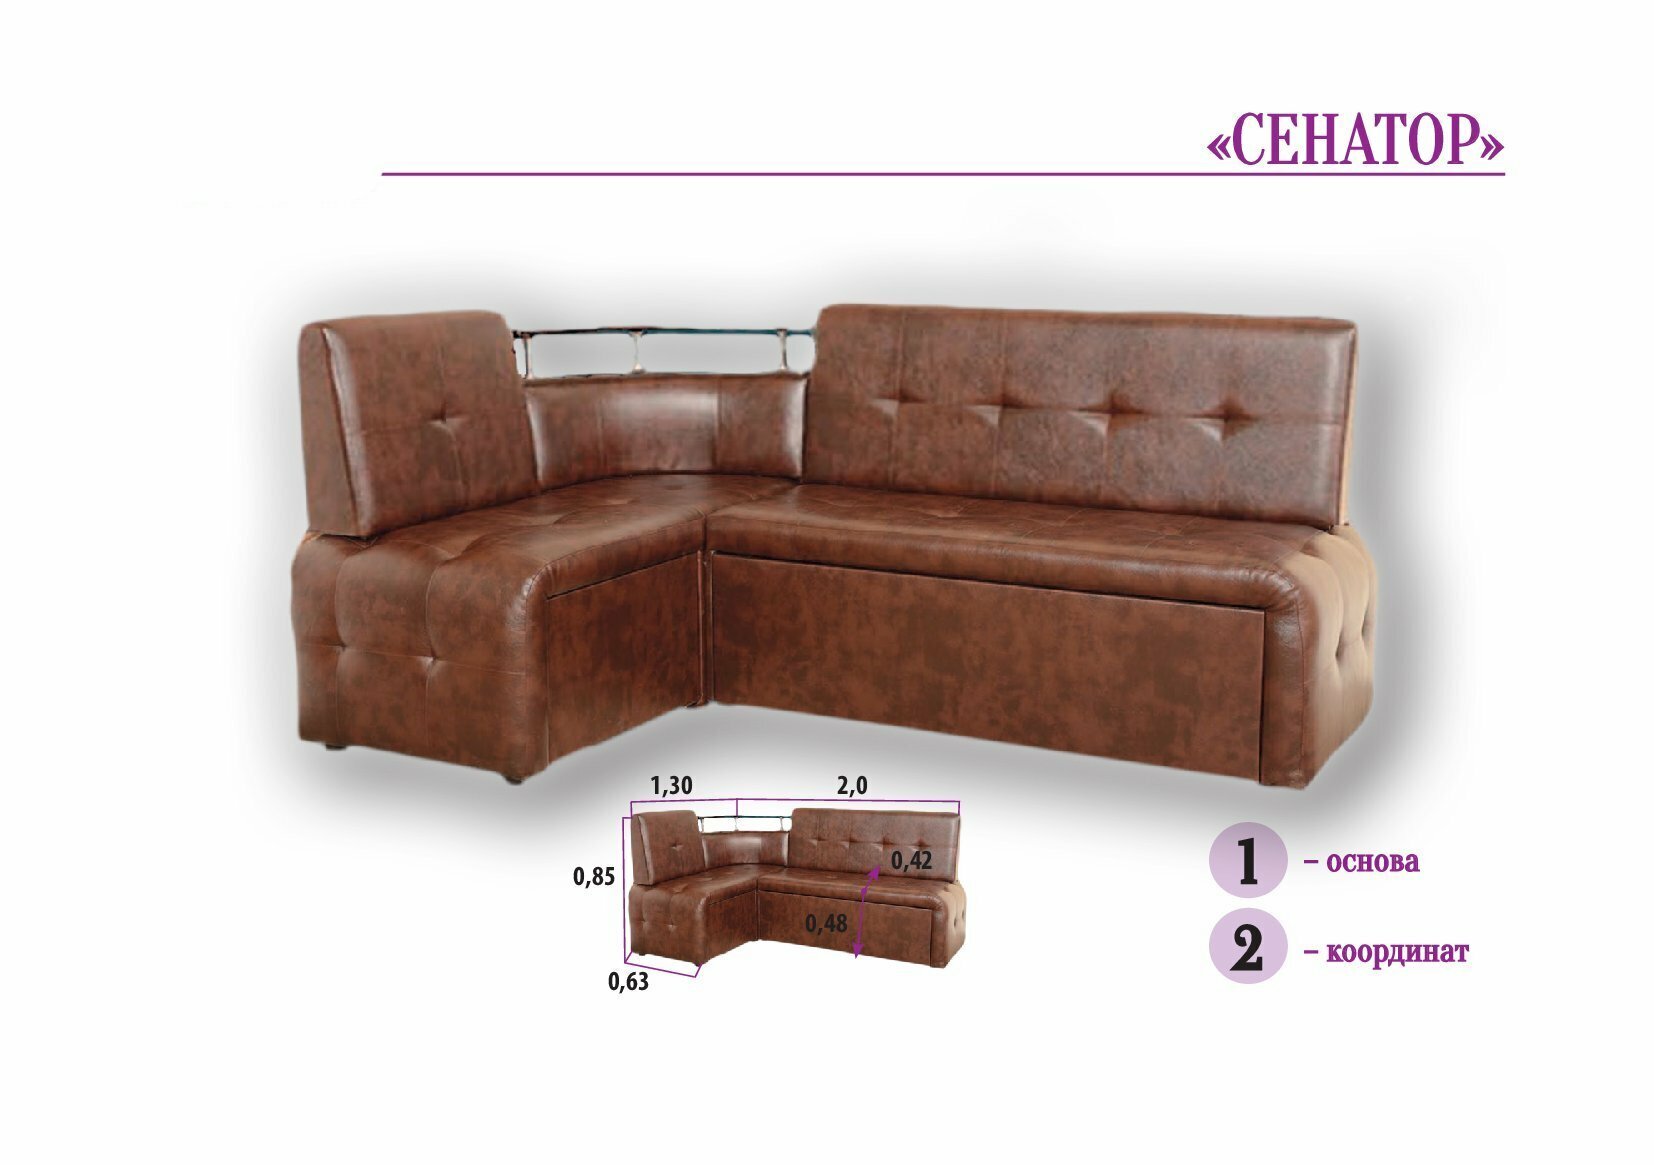 «СЕНАТОР»
1,30 2,0
0,85
0,42
0,48
0,63
1 – основа
2 – координат